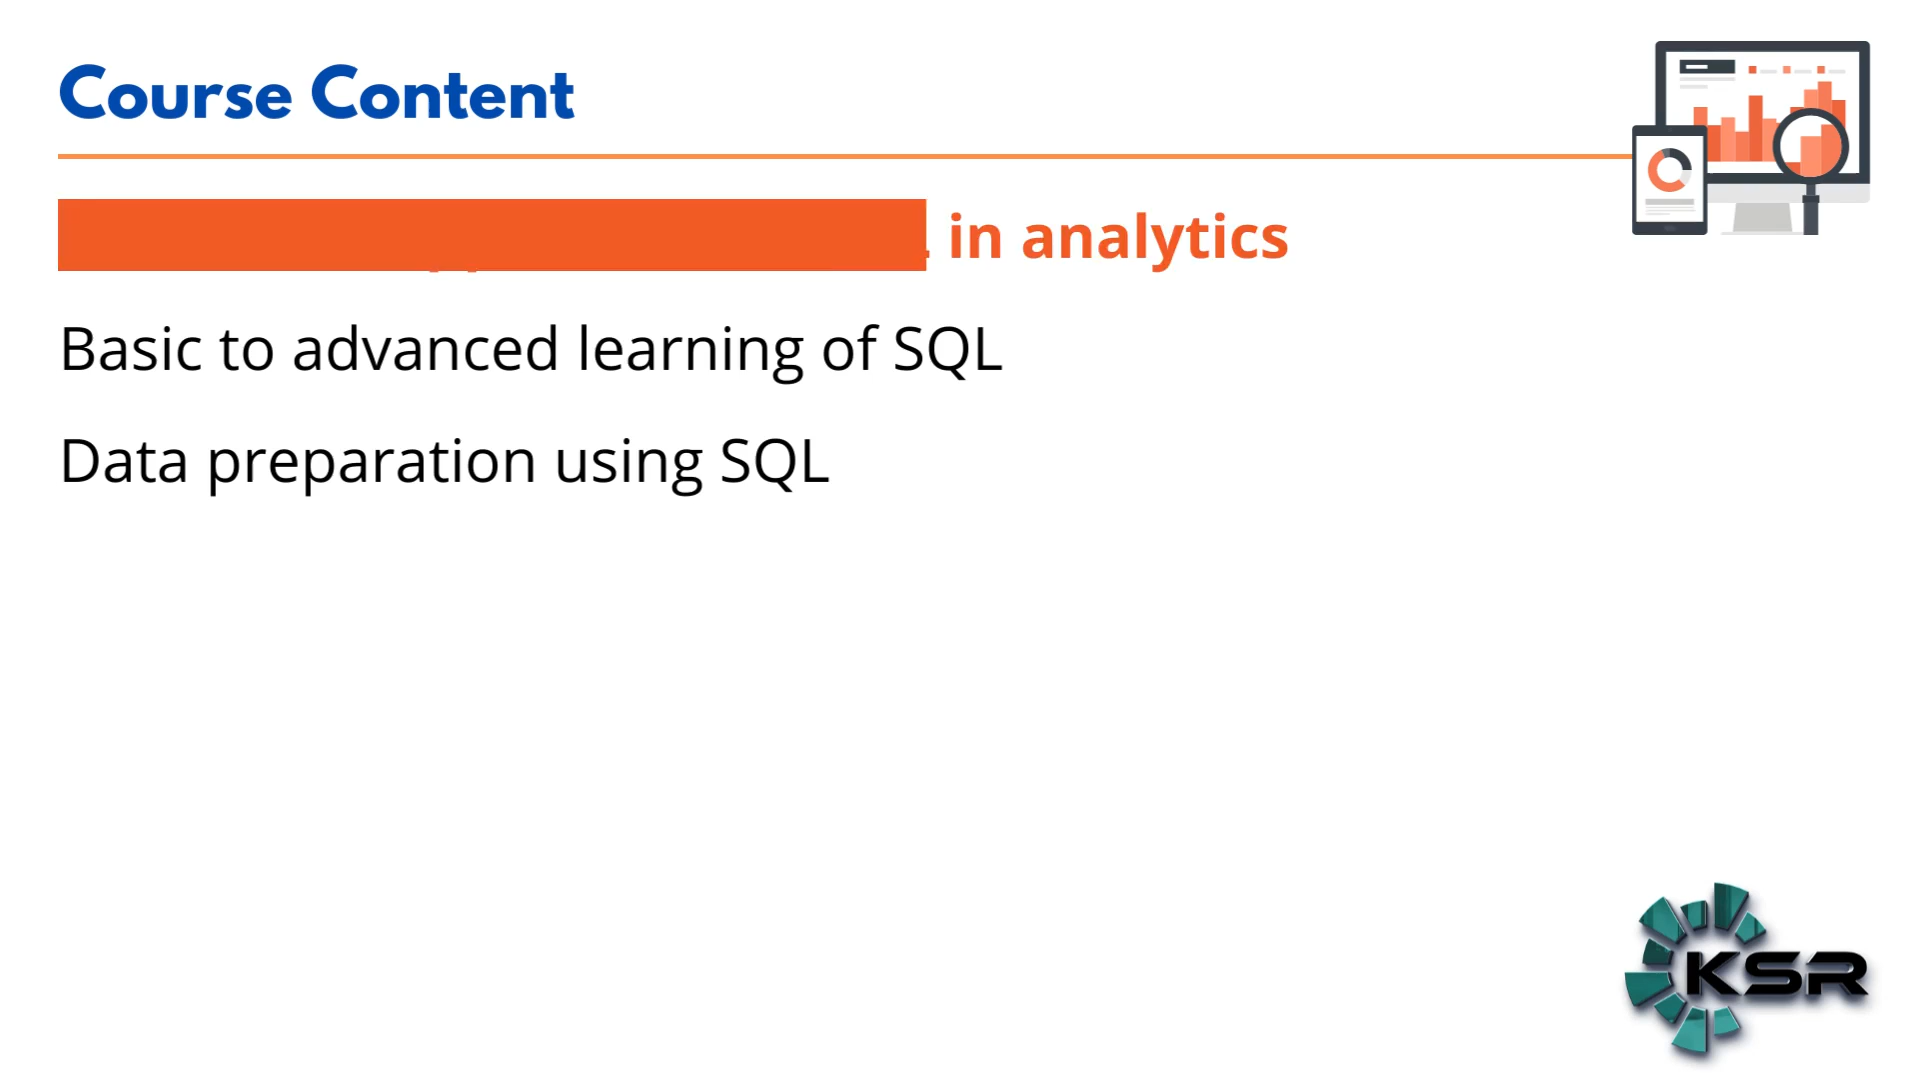 Course Content
in analytics
Basic to advanced learning of SQL
Data preparation using SQL
KSR